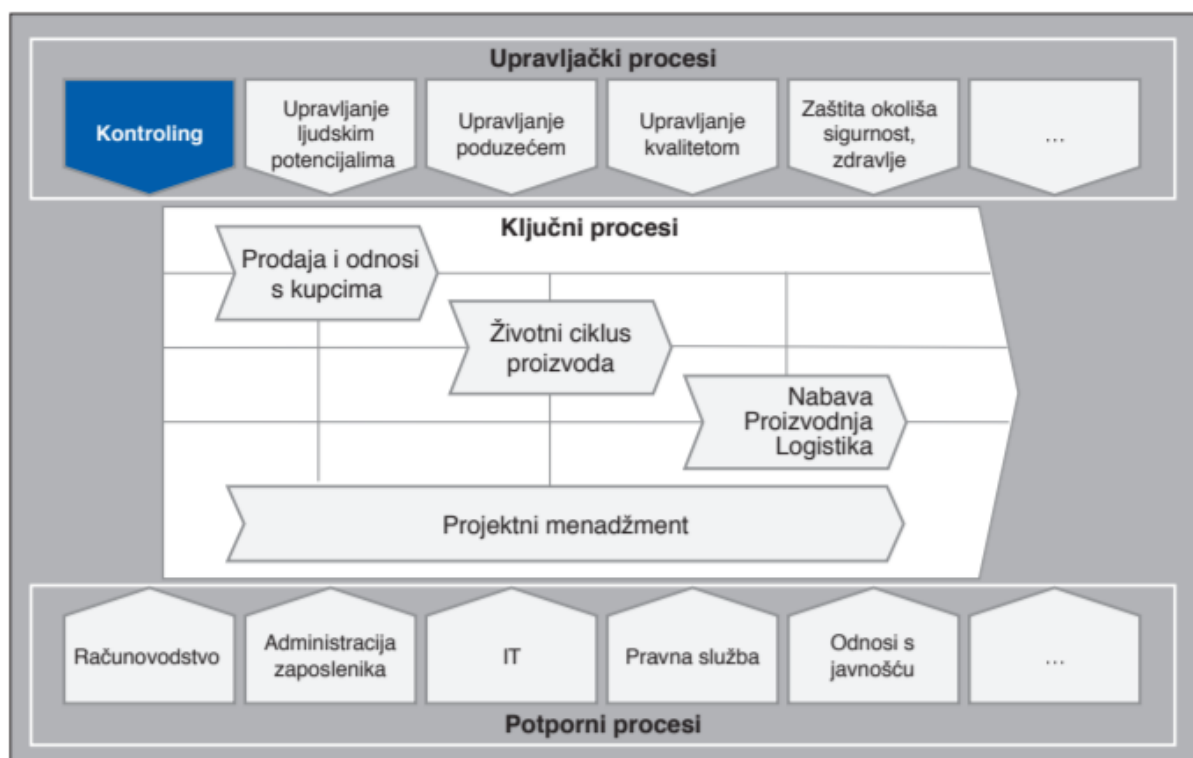 Upravljački procesi
Kontroling
Upravljanje
ljudskim
potencijalima
Upravljanje
poduzećem
Upravljanje
kvalitetom
Zaštita okoliša
sigurnost,
zdravlje
...
Ključni procesi
Prodaja i odnosi
s kupcima
Životni ciklus
proizvoda
Nabava
Proizvodnja
Logistika
Projektni menadžment
Računovodstvo
Administracija
zaposlenika
IT
Pravna služba
Odnosi s
javnošću
...
Potporni procesi